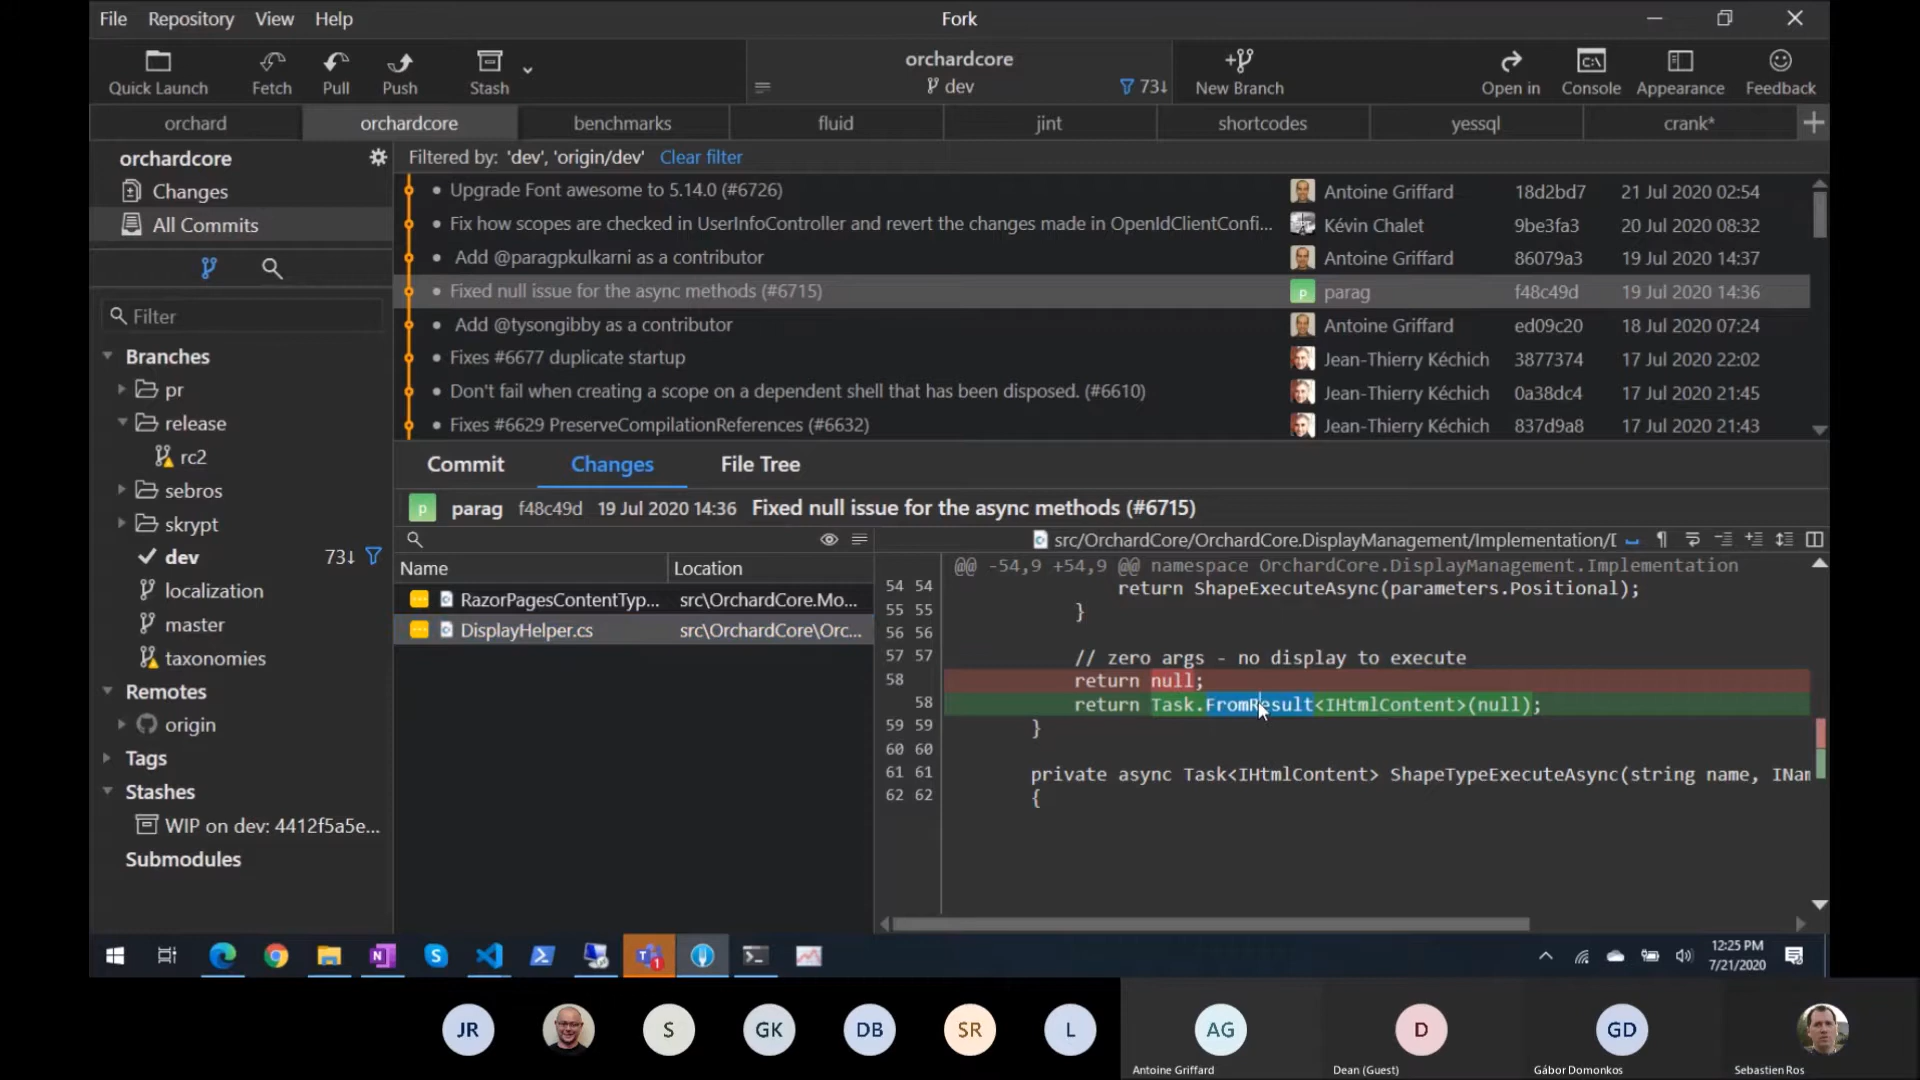 File Repository View Help
Fork
Quick Launch
Fetch
Pull
Push
Stash
orchardcore
dev
73↓
New Branch
Open in
Console
Appearance
Feedback
orchard
orchardcore
benchmarks
fluid
jint
shortcodes
yessql
crank*
orchardcore
Changes
All Commits
Filter
Branches
pr
release
rc2
sebros
skrypt
dev 73↓
localization
master
taxonomies
Remotes
origin
Tags
Stashes
WIP on dev: 4412f5a5e...
Submodules
Filtered by: 'dev', 'origin/dev' Clear filter
Upgrade Font awesome to 5.14.0 (#6726) Antoine Griffard 18d2bd7 21 Jul 2020 02:54
Fix how scopes are checked in UserInfoController and revert the changes made in OpenIdClientConfi... Kévin Chalet 9be3fa3 20 Jul 2020 08:32
Add @paragpkulkarni as a contributor Antoine Griffard 86079a3 19 Jul 2020 14:37
Fixed null issue for the async methods (#6715) p parag f48c49d 19 Jul 2020 14:36
Add @tysongibby as a contributor Antoine Griffard ed09c20 18 Jul 2020 07:24
Fixes #6677 duplicate startup Jean-Thierry Kéchich 3877374 17 Jul 2020 22:02
Don't fail when creating a scope on a dependent shell that has been disposed. (#6610) Jean-Thierry Kéchich 0a38dc4 17 Jul 2020 21:45
Fixes #6629 PreserveCompilationReferences (#6632) Jean-Thierry Kéchich 837d9a8 17 Jul 2020 21:43
Commit Changes File Tree
p parag f48c49d 19 Jul 2020 14:36 Fixed null issue for the async methods (#6715)
Name Location
RazorPagesContentTyp... src\OrchardCore.Mo...
DisplayHelper.cs src\OrchardCore\Orc...
src/OrchardCore/OrchardCore.DisplayManagement/Implementation/[
@@ -54,9 +54,9 @@ namespace OrchardCore.DisplayManagement.Implementation
54 54 return ShapeExecuteAsync(parameters.Positional);
55 55 }
56 56
57 57 // zero args - no display to execute
58 return null;
58 return Task.FromResult<IHtmlContent>(null);
59 59 }
60 60
61 61 private async Task<IHtmlContent> ShapeTypeExecuteAsync(string name, INam
62 62 {
12:25 PM
7/21/2020
JR
S
GK
DB
SR
L
AG
D
GD
Antoine Griffard
Dean (Guest)
Gábor Domonkos
Sebastien Ros